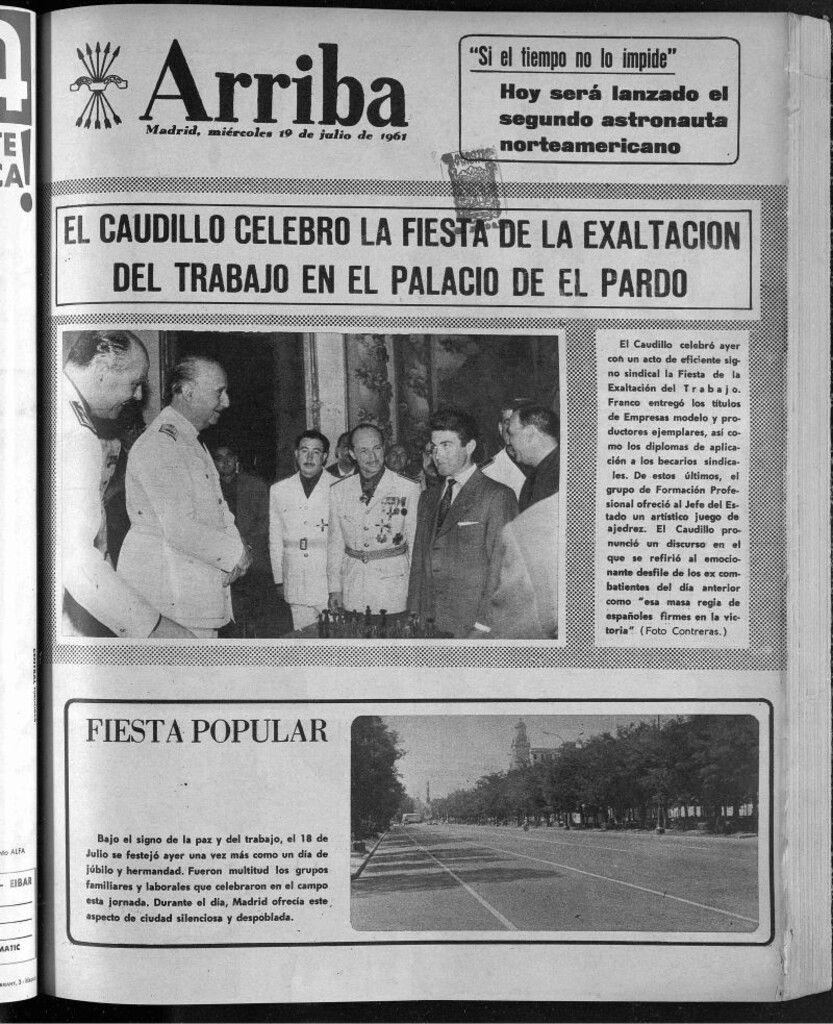 Arriba
Madrid, miércoles 19 de julio de 1961
"Si el tiempo no lo impide"
Hoy será lanzado el
segundo astronauta
norteamericano
EL CAUDILLO CELEBRO LA FIESTA DE LA EXALTACION
DEL TRABAJO EN EL PALACIO DE EL PARDO
El Caudillo celebró ayer
con un acto de eficiente sig-
no sindical la Fiesta de la
Exaltación del Trabajo.
Franco entregó los títulos
de Empresas modelo y pro-
ductores ejemplares, así co-
mo los diplomas de aplica-
ción a los becarios sindica-
les. De estos últimos, el
grupo de Formación Profe-
sional ofreció al Jefe del Es-
tado un artístico juego de
ajedrez. El Caudillo pro-
nunció un discurso en el
que se refirió al emocio-
nante desfile de los ex com-
batientes del día anterior
como "esa masa regia de
españoles firmes en la vic-
toria" (Foto Contreras.)
FIESTA POPULAR
Bajo el signo de la paz y del trabajo, el 18 de
Julio se festejó ayer una vez más como un día de
júbilo y hermandad. Fueron multitud los grupos
familiares y laborales que celebraron en el campo
esta jornada. Durante el día, Madrid ofrecía este
aspecto de ciudad silenciosa y despoblada.
TE
CA!
ALFA
- EIBAR
MATIC